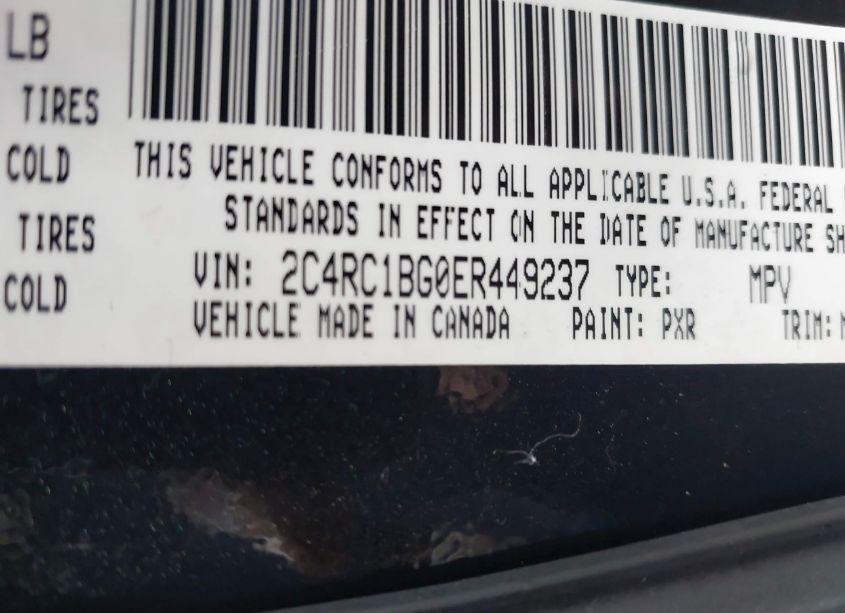 LB
TIRES
COLD
TIRES
COLD
THIS VEHICLE CONFORMS TO ALL APPLICABLE U.S.A. FEDERAL
STANDARDS IN EFFECT ON THE DATE OF MANUFACTURE SH
VIN: 2C4RC1BG0ER449237 TYPE: MPV
VEHICLE MADE IN CANADA PAINT: PXR TRIM: